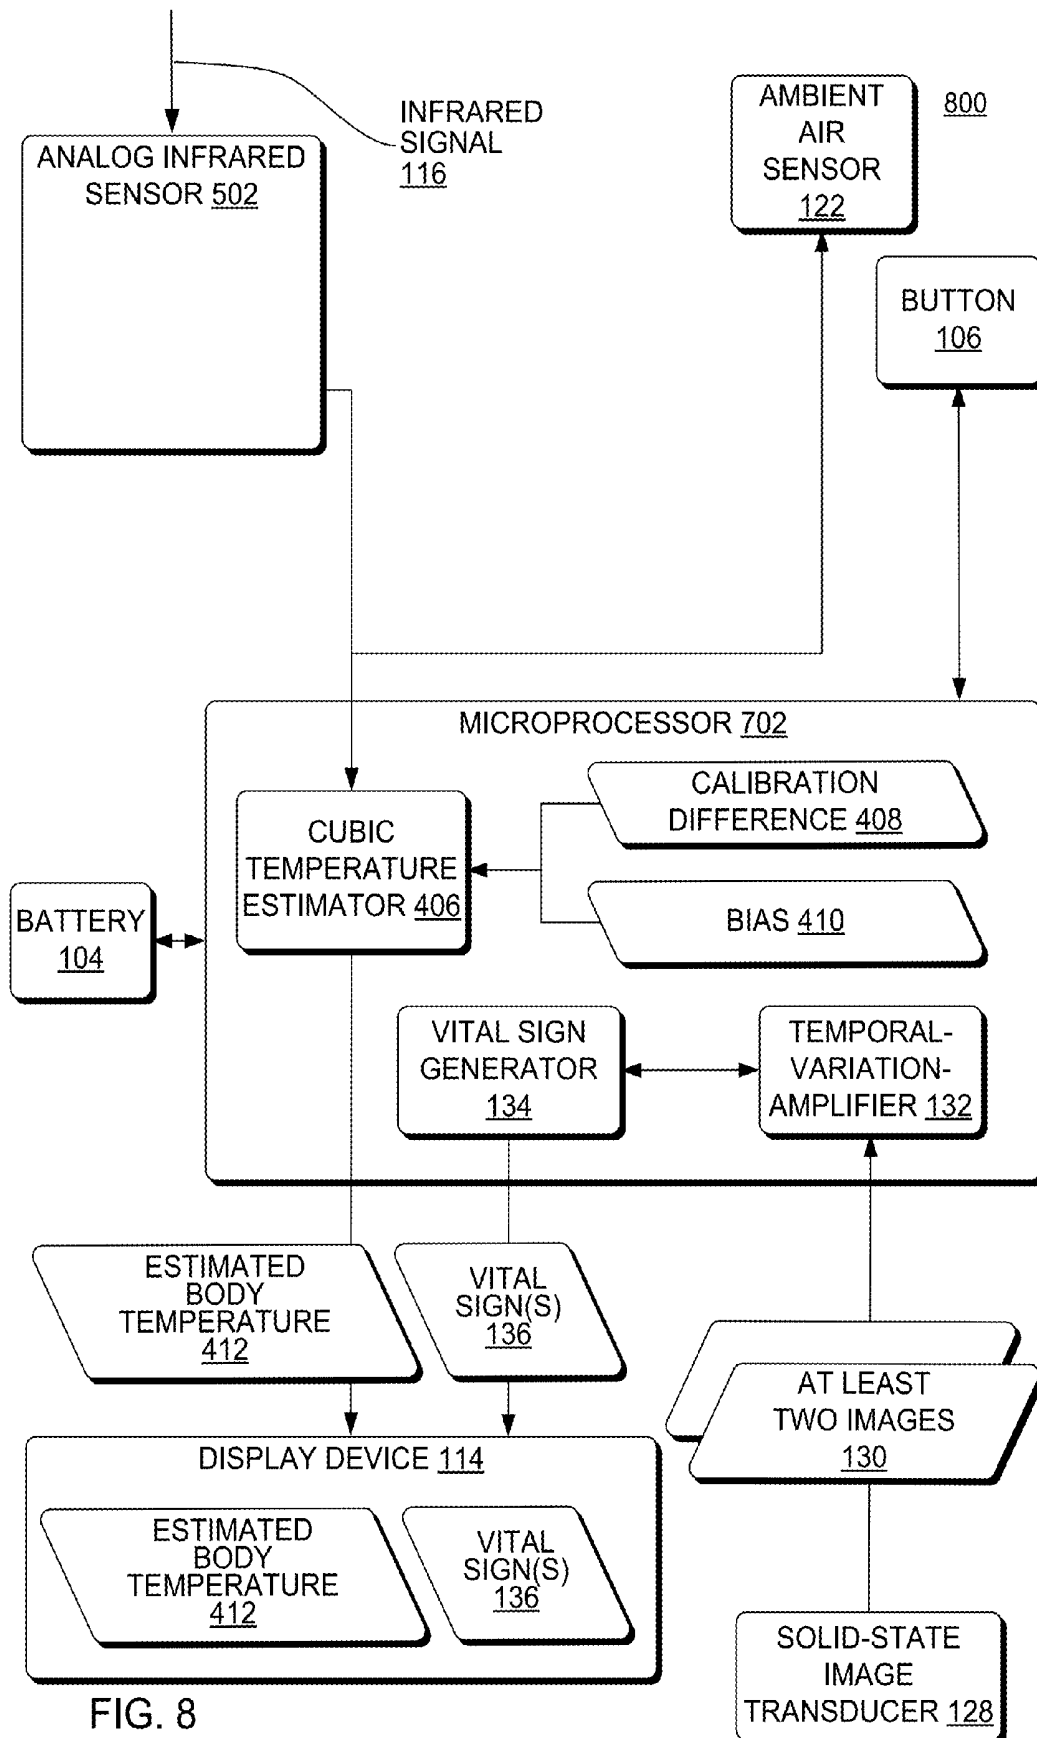 INFRARED
SIGNAL
116
AMBIENT
AIR
SENSOR
122
800
ANALOG INFRARED
SENSOR 502
BUTTON
106
MICROPROCESSOR 702
CALIBRATION
DIFFERENCE 408
CUBIC
TEMPERATURE
ESTIMATOR 406
BIAS 410
BATTERY
104
VITAL SIGN
GENERATOR
134
TEMPORAL-
VARIATION-
AMPLIFIER 132
ESTIMATED
BODY
TEMPERATURE
412
VITAL
SIGN(S)
136
AT LEAST
TWO IMAGES
130
DISPLAY DEVICE 114
ESTIMATED
BODY
TEMPERATURE
412
VITAL
SIGN(S)
136
SOLID-STATE
IMAGE
TRANSDUCER 128
FIG. 8